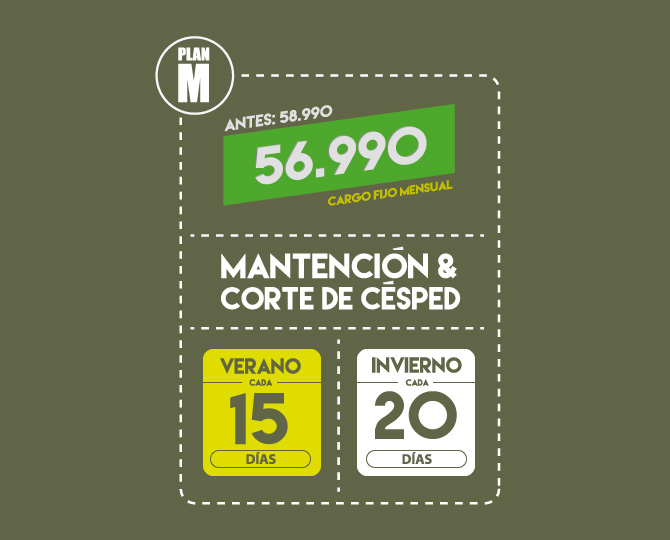 PLAN
M
ANTES: 58.990
56.990
CARGO FIJO MENSUAL
MANTENCIÓN &
CORTE DE CÉSPED
VERANO
CADA
15
DÍAS
INVIERNO
CADA
20
DÍAS